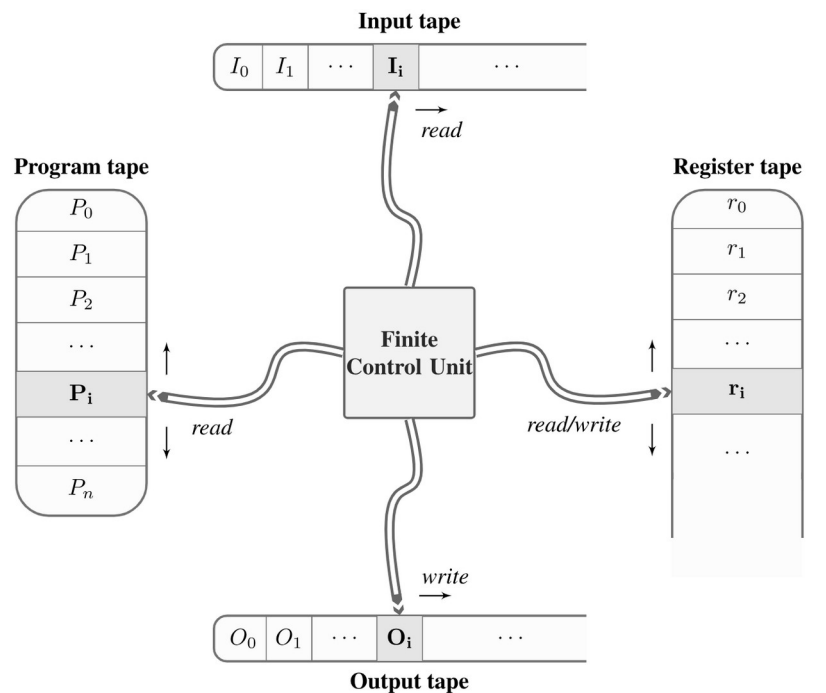 Input tape
I₀ I₁ ⋯ Iᵢ ⋯
read
Program tape
P₀
P₁
P₂
⋯
Pᵢ
⋯
Pₙ
read
Finite
Control Unit
Register tape
r₀
r₁
r₂
⋯
rᵢ
⋯
read/write
write
O₀ O₁ ⋯ Oᵢ ⋯
Output tape